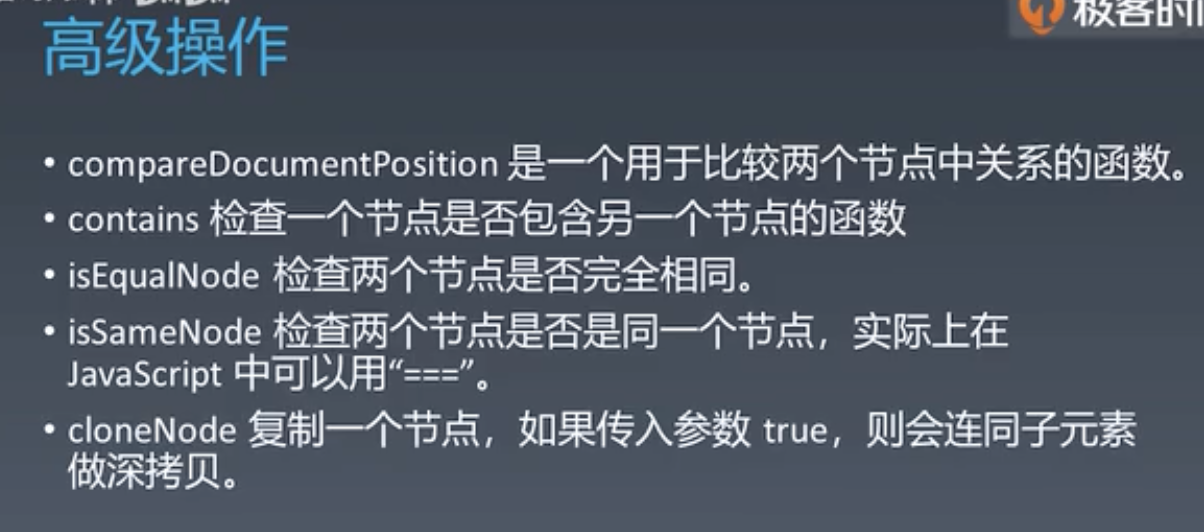 高级操作
极客时
• compareDocumentPosition 是一个用于比较两个节点中关系的函数。
• contains 检查一个节点是否包含另一个节点的函数
• isEqualNode 检查两个节点是否完全相同。
• isSameNode 检查两个节点是否是同一个节点，实际上在
JavaScript 中可以用“===”。
• cloneNode 复制一个节点，如果传入参数 true，则会连同子元素
做深拷贝。